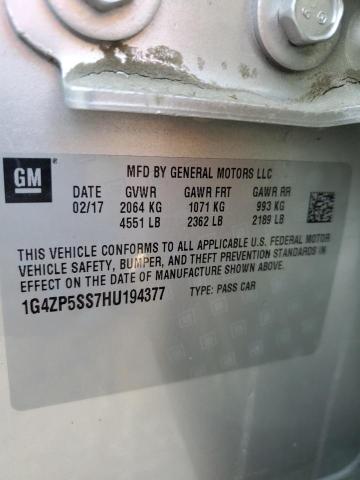 GM
MFD BY GENERAL MOTORS LLC
DATE GVWR GAWR FRT GAWR RR
02/17 2064 KG 1071 KG 993 KG
4551 LB 2362 LB 2189 LB
THIS VEHICLE CONFORMS TO ALL APPLICABLE U.S. FEDERAL MOTOR
VEHICLE SAFETY, BUMPER, AND THEFT PREVENTION STANDARDS IN
EFFECT ON THE DATE OF MANUFACTURE SHOWN ABOVE.
1G4ZP5SS7HU194377 TYPE: PASS CAR